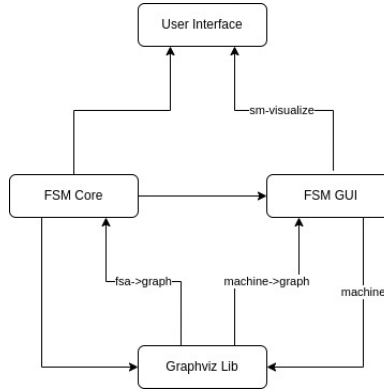 User Interface
sm-visualize
FSM Core
FSM GUI
fsa->graph
machine->graph
machine
Graphviz Lib